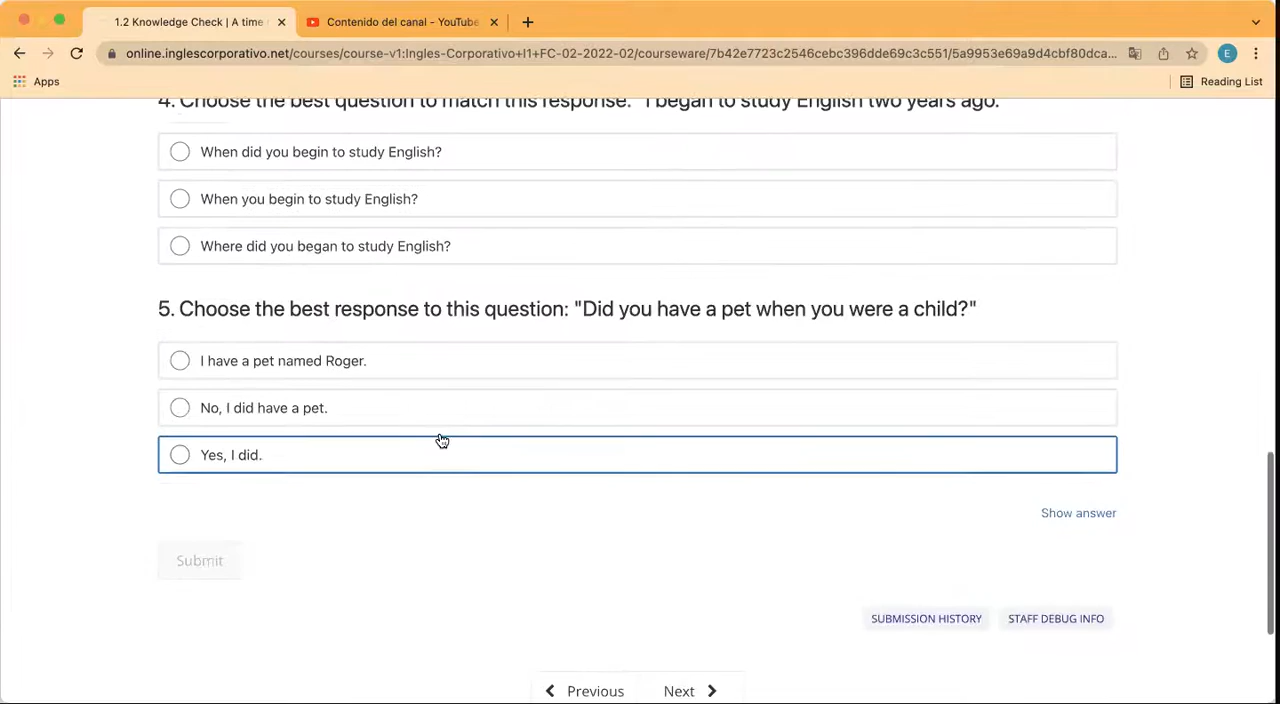 1.2 Knowledge Check | A time
Contenido del canal - YouTube
online.inglescorporativo.net/courses/course-v1:Ingles-Corporativo+I1+FC-02-2022-02/courseware/7b42e7723c2546cebc396dde69c3c551/5a9953e69a9d4cbf80dca...
E
Apps
Reading List
4. Choose the best question to match this response: "I began to study English two years ago."
When did you begin to study English?
When you begin to study English?
Where did you began to study English?
5. Choose the best response to this question: "Did you have a pet when you were a child?"
I have a pet named Roger.
No, I did have a pet.
Yes, I did.
Show answer
Submit
SUBMISSION HISTORY
STAFF DEBUG INFO
Previous
Next